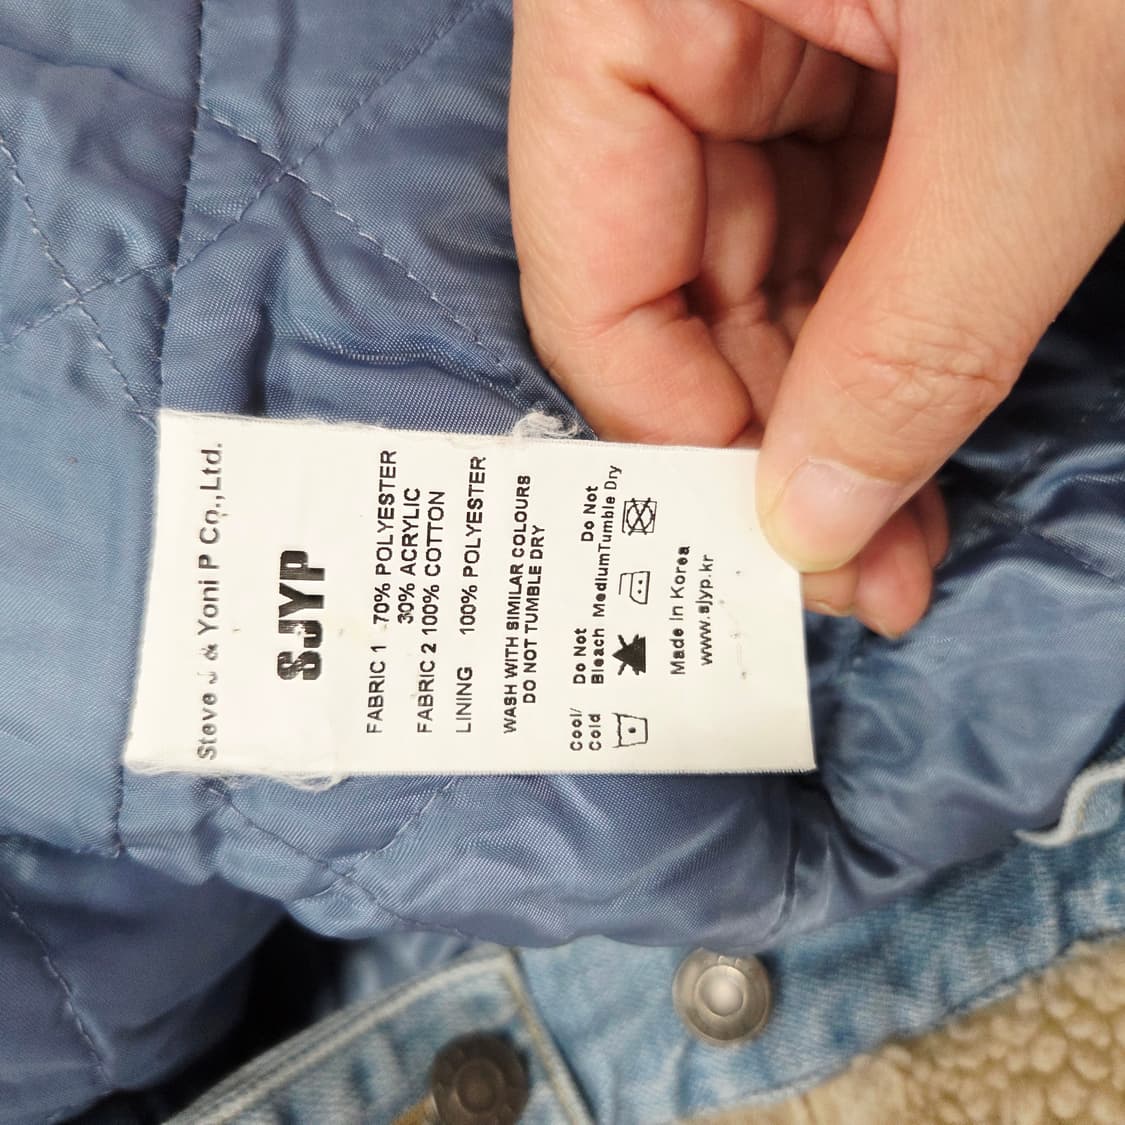 Steve J & Yoni P Co.,Ltd.
SJYP
FABRIC 1 70% POLYESTER
30% ACRYLIC
FABRIC 2 100% COTTON
LINING 100% POLYESTER
WASH WITH SIMILAR COLOURS
DO NOT TUMBLE DRY
Cool/
Cold
Do Not
Bleach
Medium
Do Not
Tumble Dry
Made In Korea
www.sjyp.kr